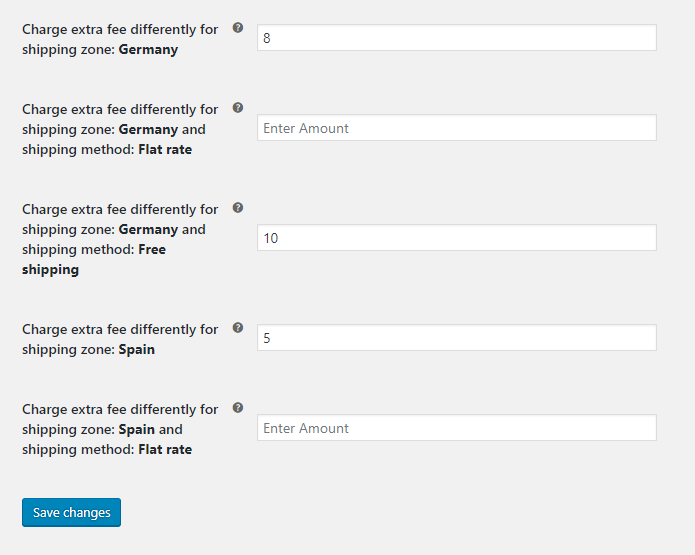 Charge extra fee differently for
shipping zone: Germany
8
Charge extra fee differently for
shipping zone: Germany and
shipping method: Flat rate
Enter Amount
Charge extra fee differently for
shipping zone: Germany and
shipping method: Free
shipping
10
Charge extra fee differently for
shipping zone: Spain
5
Charge extra fee differently for
shipping zone: Spain and
shipping method: Flat rate
Enter Amount
Save changes